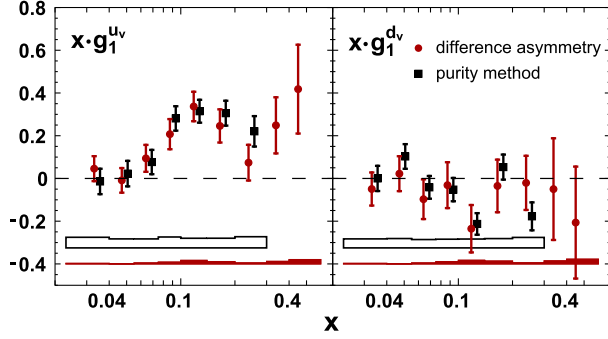 0.8
0.6
0.4
0.2
0
-0.2
-0.4
x·g₁ᵘᵛ
x·g₁ᵈᵛ
difference asymmetry
purity method
0.04 0.1 0.4 0.04 0.1 0.4
x